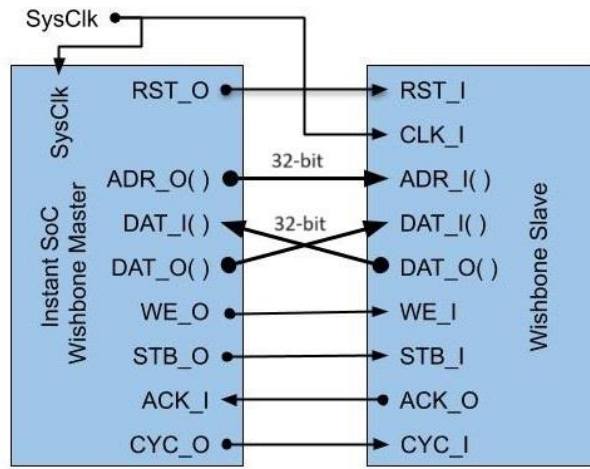 SysClk
SysClk
Instant SoC
Wishbone Master
RST_O
ADR_O( )
DAT_I( )
DAT_O( )
WE_O
STB_O
ACK_I
CYC_O
32-bit
32-bit
RST_I
CLK_I
ADR_I( )
DAT_I( )
DAT_O( )
WE_I
STB_I
ACK_O
CYC_I
Wishbone Slave